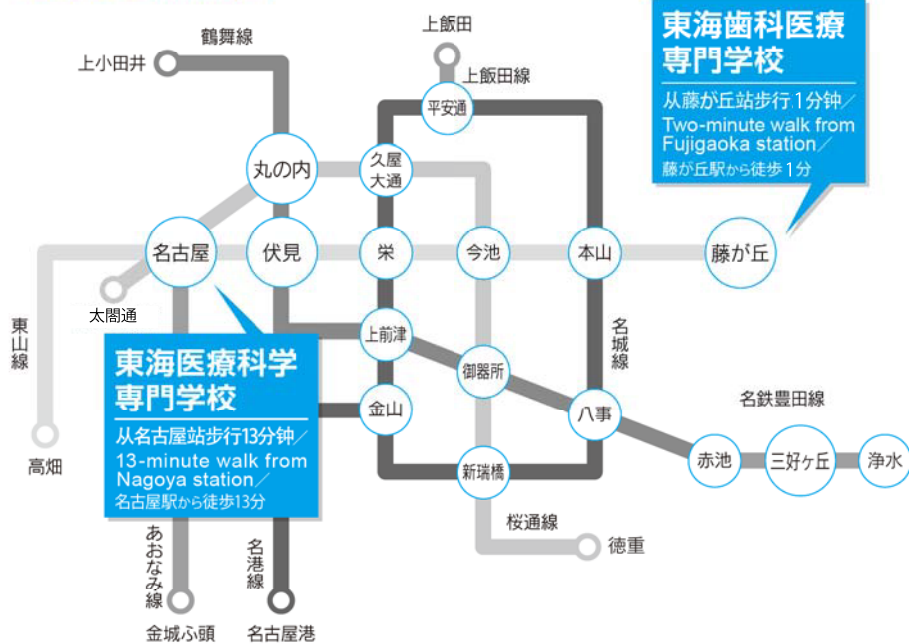 鶴舞線
上小田井
上飯田
上飯田線
平安通
東海歯科医療
専門学校
从藤が丘站步行1分钟／
Two-minute walk from
Fujigaoka station／
藤が丘駅から徒歩1分
丸の内
久屋
大通
名古屋
伏見
栄
今池
本山
藤が丘
太閤通
東山線
上前津
名城線
東海医療科学
専門学校
从名古屋站步行13分钟／
13-minute walk from
Nagoya station／
名古屋駅から徒歩13分
御器所
金山
八事
名鉄豊田線
高畑
新瑞橋
赤池
三好ヶ丘
浄水
桜通線
徳重
あおなみ線
名港線
金城ふ頭
名古屋港